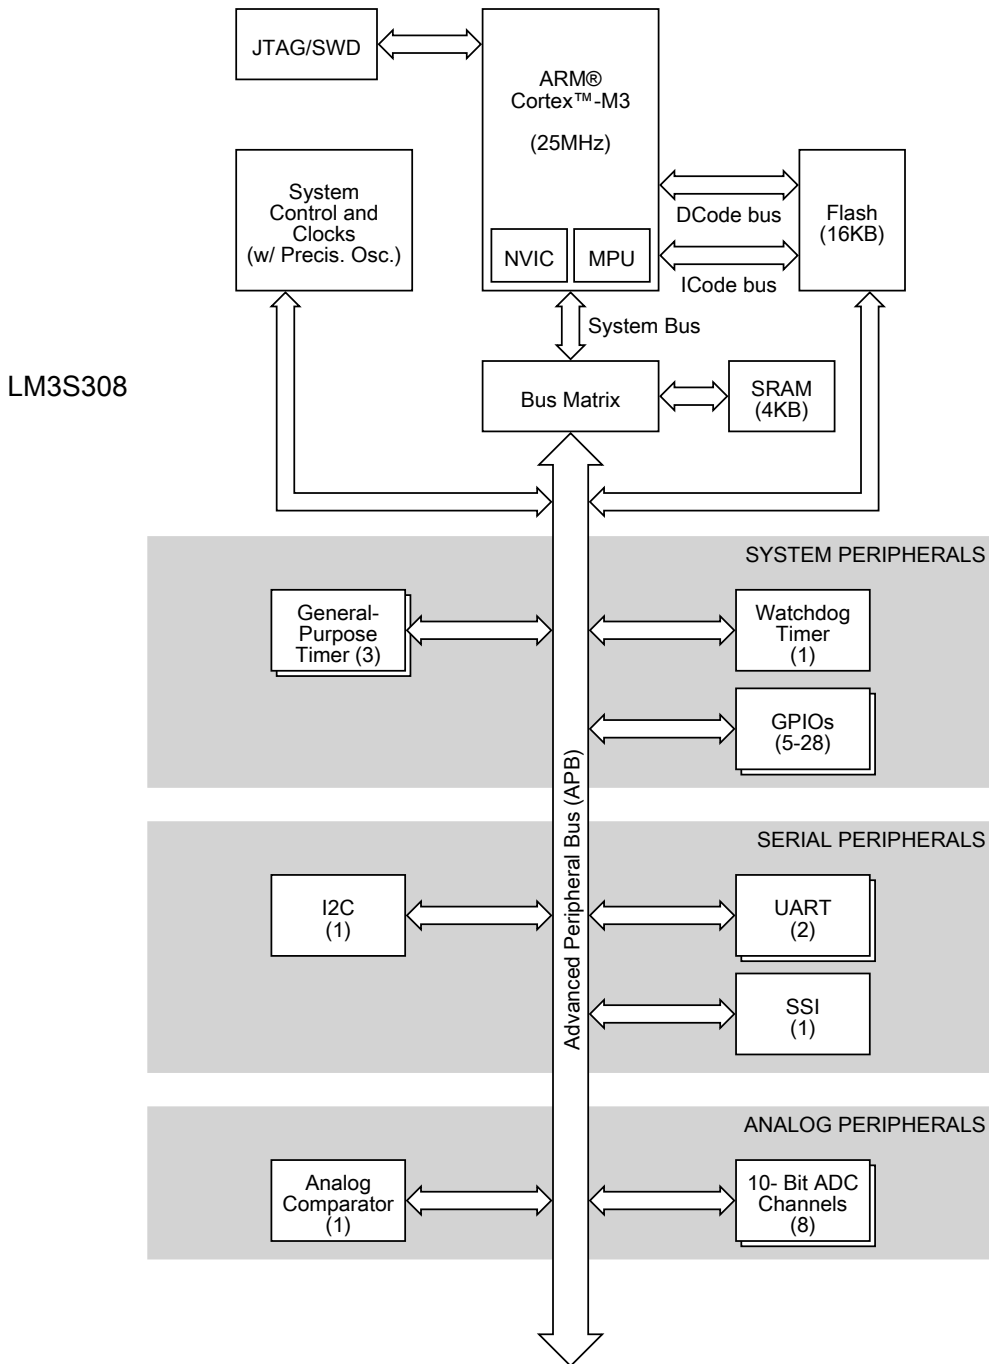 JTAG/SWD
ARM®
Cortex™-M3
(25MHz)
NVIC
MPU
System
Control and
Clocks
(w/ Precis. Osc.)
DCode bus
ICode bus
Flash
(16KB)
System Bus
LM3S308
Bus Matrix
SRAM
(4KB)
SYSTEM PERIPHERALS
General-
Purpose
Timer (3)
Watchdog
Timer
(1)
GPIOs
(5-28)
Advanced Peripheral Bus (APB)
SERIAL PERIPHERALS
I2C
(1)
UART
(2)
SSI
(1)
ANALOG PERIPHERALS
Analog
Comparator
(1)
10- Bit ADC
Channels
(8)